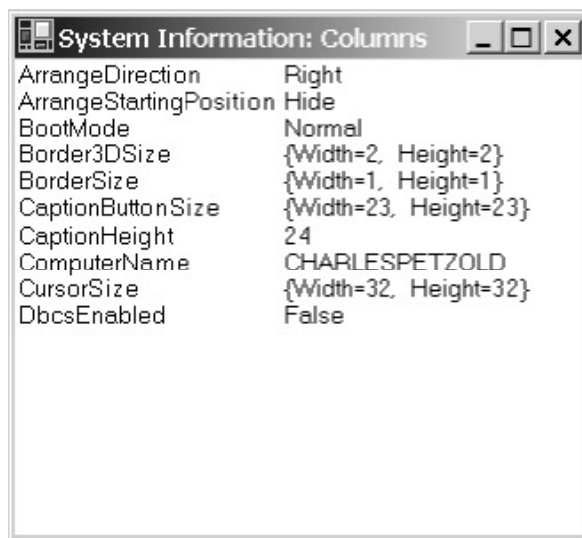 System Information: Columns
ArrangeDirection Right
ArrangeStartingPosition Hide
BootMode Normal
Border3DSize {Width=2, Height=2}
BorderSize {Width=1, Height=1}
CaptionButtonSize {Width=23, Height=23}
CaptionHeight 24
ComputerName CHARLESPETZOLD
CursorSize {Width=32, Height=32}
DbcsEnabled False